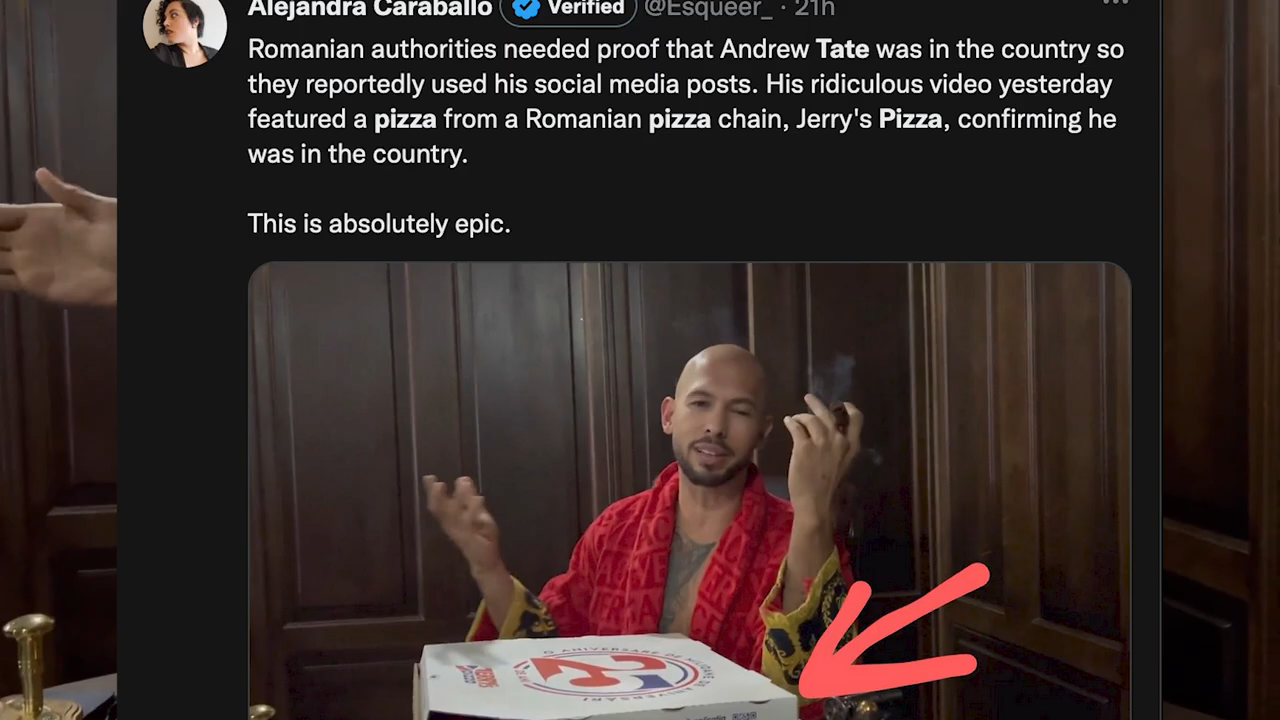 Alejandra Caraballo Verified @Esqueer_ · 21h
Romanian authorities needed proof that Andrew Tate was in the country so
they reportedly used his social media posts. His ridiculous video yesterday
featured a pizza from a Romanian pizza chain, Jerry's Pizza, confirming he
was in the country.
This is absolutely epic.
25